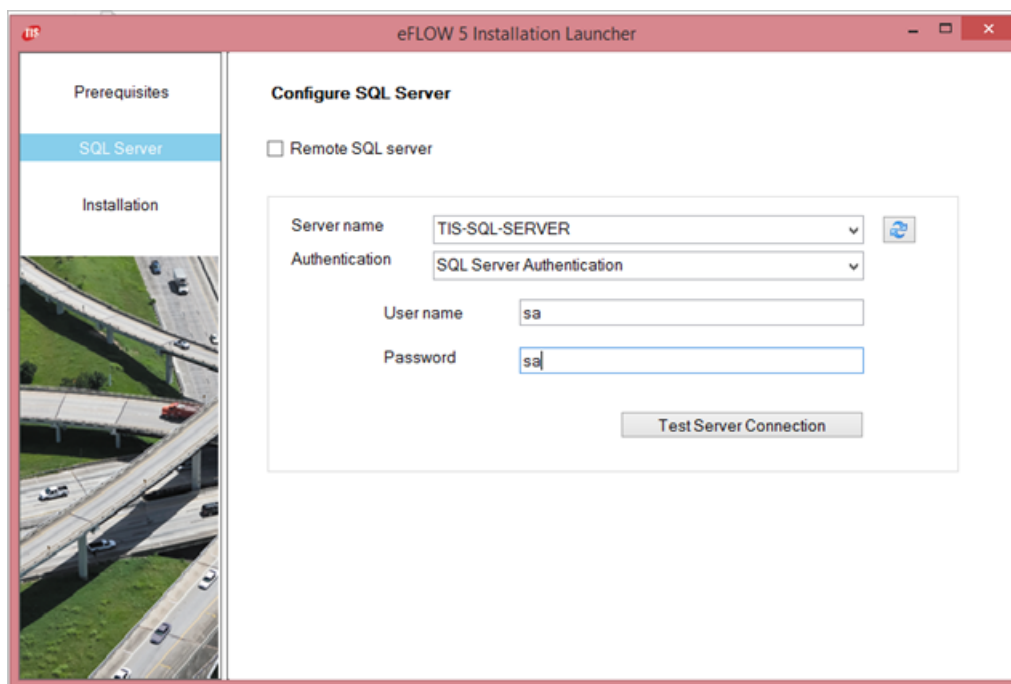 TIS
eFLOW 5 Installation Launcher
Prerequisites
SQL Server
Installation
Configure SQL Server
Remote SQL server
Server name TIS-SQL-SERVER
Authentication SQL Server Authentication
User name sa
Password sa
Test Server Connection